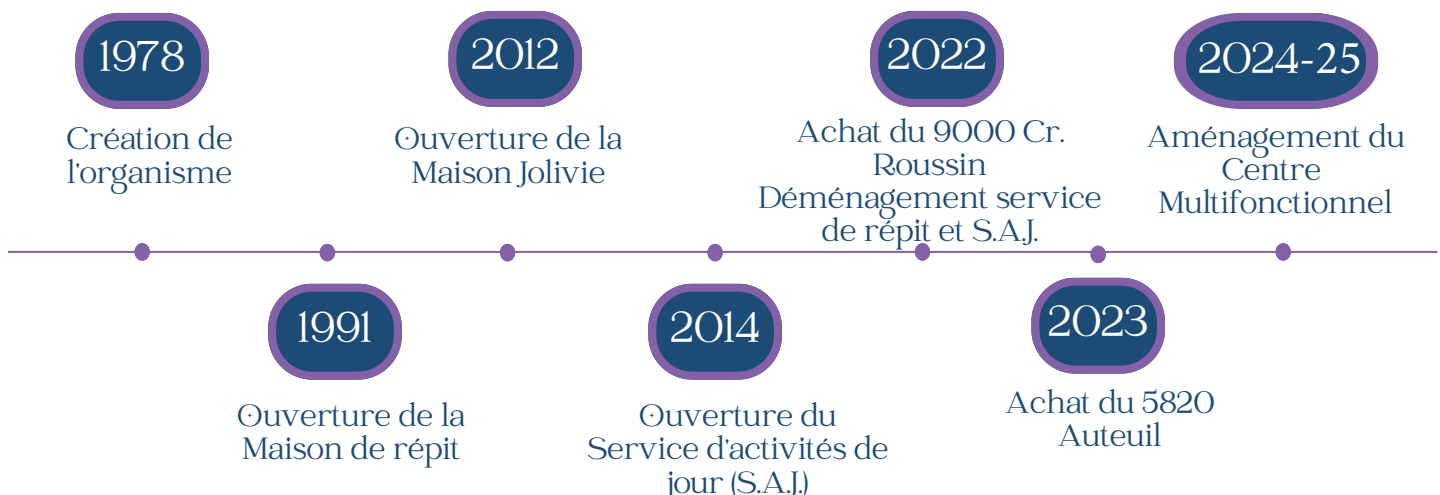 1978
Création de
l'organisme
1991
Ouverture de la
Maison de répit
2012
Ouverture de la
Maison Jolivie
2014
Ouverture du
Service d'activités de
jour (S.A.J.)
2022
Achat du 9000 Cr.
Roussin
Déménagement service
de répit et S.A.J.
2023
Achat du 5820
Auteuil
2024-25
Aménagement du
Centre
Multifonctionnel